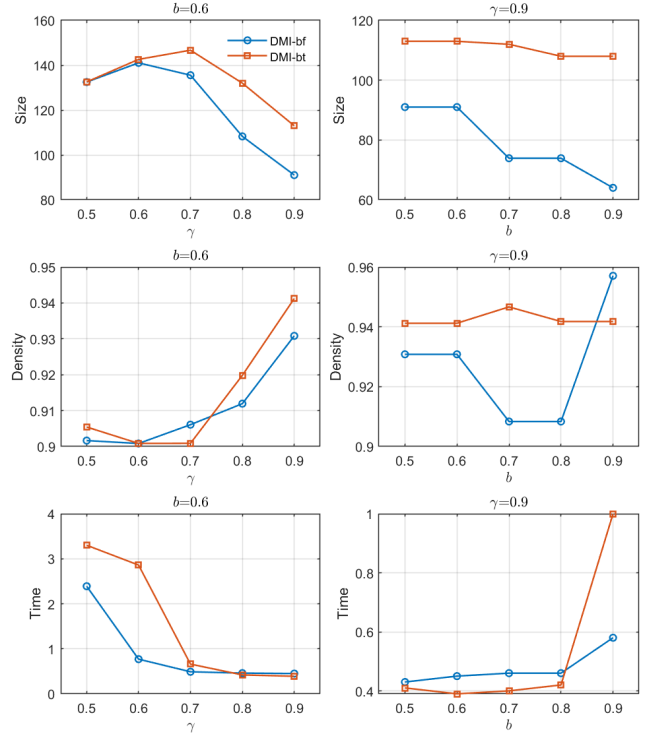 b=0.6
160
140
120
100
80
Size
DMI-bf
DMI-bt
0.5 0.6 0.7 0.8 0.9
γ
γ=0.9
120
100
80
60
Size
0.5 0.6 0.7 0.8 0.9
b
b=0.6
0.95
0.94
0.93
0.92
0.91
0.9
Density
0.5 0.6 0.7 0.8 0.9
γ
γ=0.9
0.96
0.94
0.92
0.9
Density
0.5 0.6 0.7 0.8 0.9
b
b=0.6
4
3
2
1
0
Time
0.5 0.6 0.7 0.8 0.9
γ
γ=0.9
1
0.8
0.6
0.4
Time
0.5 0.6 0.7 0.8 0.9
b